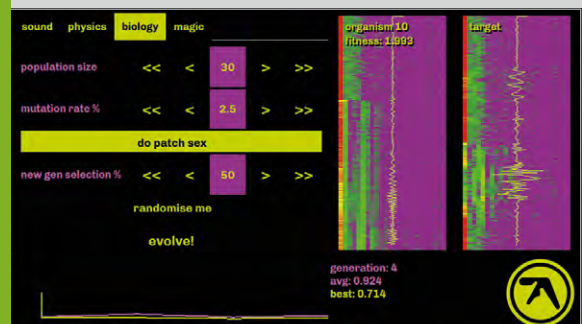 sound physics biology magic
population size << < 30 > >>
mutation rate % << < 2.5 > >>
do patch sex
new gen selection % << < 50 > >>
randomise me
evolve!
organism 10
fitness: 1.993
target
generation: 4
avg: 0.924
best: 0.714